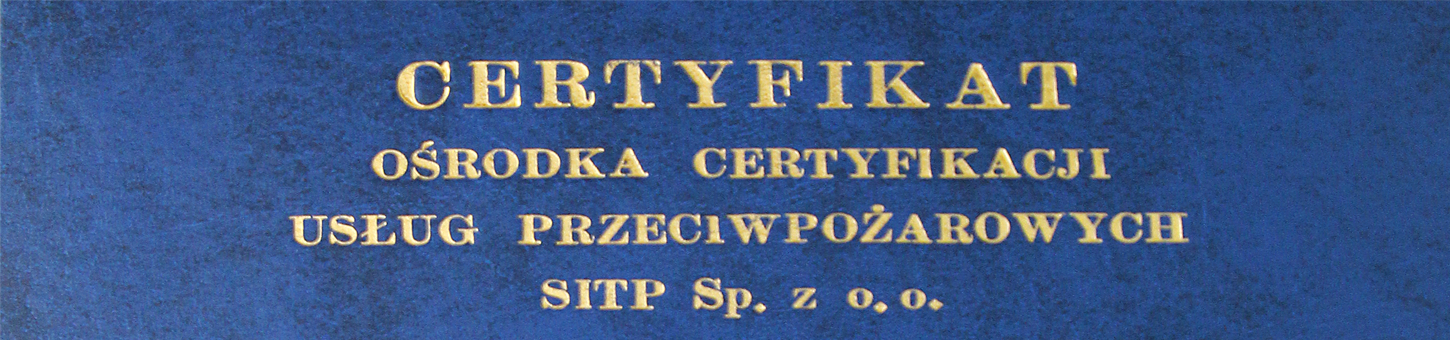 CERTYFIKAT
OŚRODKA CERTYFIKACJI
USŁUG PRZECIWPOŻAROWYCH
SITP Sp. z o.o.